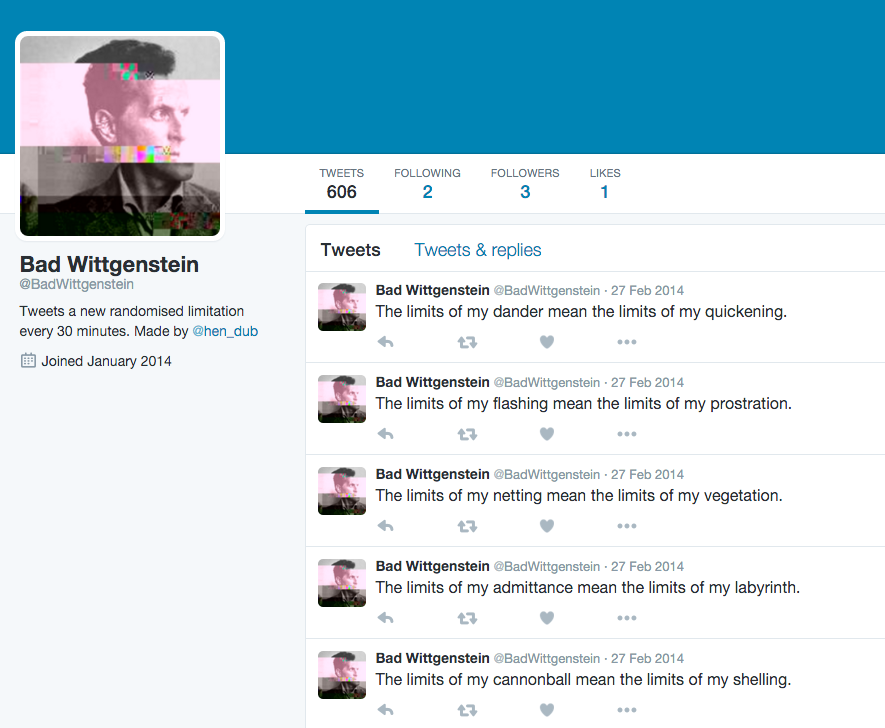 TWEETS FOLLOWING FOLLOWERS LIKES
606 2 3 1
Bad Wittgenstein
@BadWittgenstein
Tweets a new randomised limitation
every 30 minutes. Made by @hen_dub
Joined January 2014
Tweets Tweets & replies
Bad Wittgenstein @BadWittgenstein · 27 Feb 2014
The limits of my dander mean the limits of my quickening.
Bad Wittgenstein @BadWittgenstein · 27 Feb 2014
The limits of my flashing mean the limits of my prostration.
Bad Wittgenstein @BadWittgenstein · 27 Feb 2014
The limits of my netting mean the limits of my vegetation.
Bad Wittgenstein @BadWittgenstein · 27 Feb 2014
The limits of my admittance mean the limits of my labyrinth.
Bad Wittgenstein @BadWittgenstein · 27 Feb 2014
The limits of my cannonball mean the limits of my shelling.